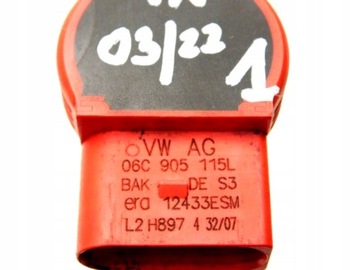 03/22
1
VW AG
06C 905 115L
BAK DE S3
era 12433ESM
L2 H897 4 32/07